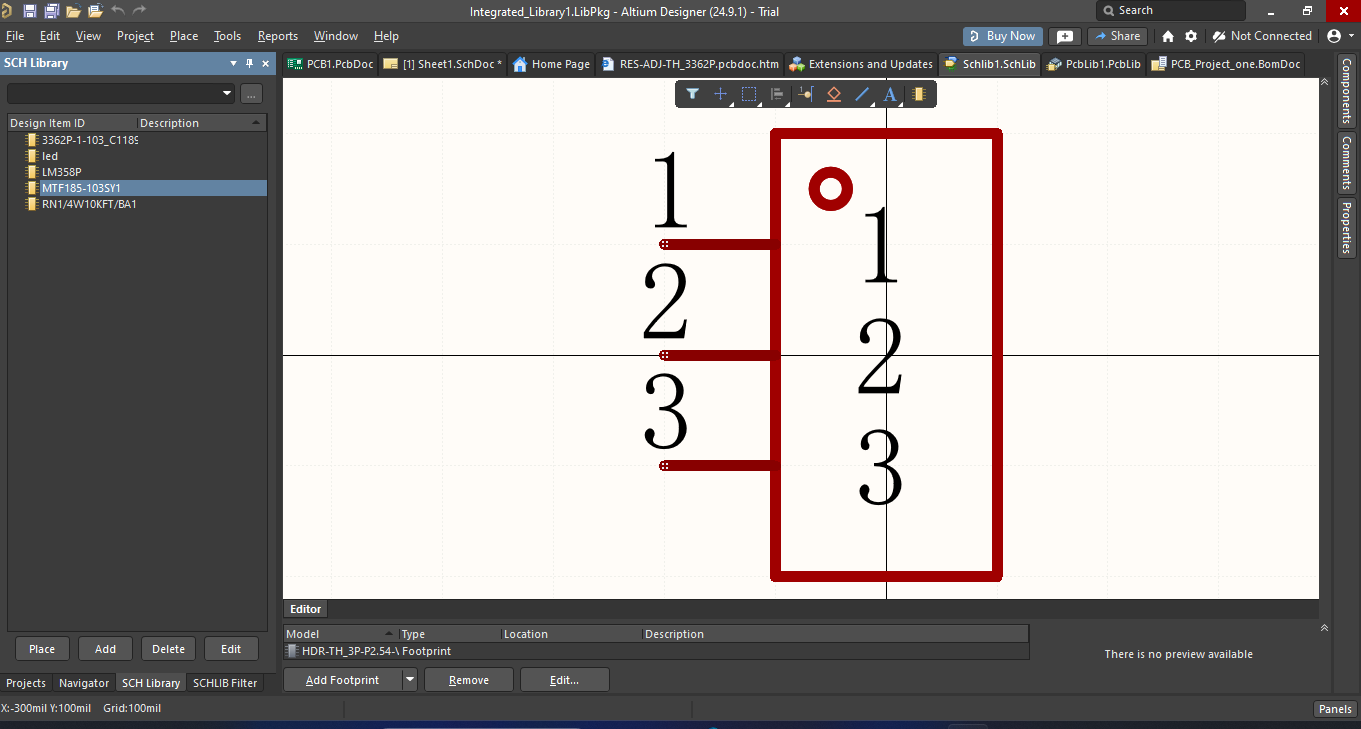 Integrated_Library1.LibPkg - Altium Designer (24.9.1) - Trial
Search
File Edit View Project Place Tools Reports Window Help
Buy Now
Share
Not Connected
SCH Library
PCB1.PcbDoc
[1] Sheet1.SchDoc *
Home Page
RES-ADJ-TH_3362P.pcbdoc.htm
Extensions and Updates
Schlib1.SchLib
PcbLib1.PcbLib
PCB_Project_one.BomDoc
...
Design Item ID Description
3362P-1-103_C1189
led
LM358P
MTF185-103SY1
RN1/4W10KFT/BA1
A
1
1
2
2
3
3
Components
Comments
Properties
Editor
Model Type Location Description
HDR-TH_3P-P2.54-\ Footprint
There is no preview available
Place Add Delete Edit
Add Footprint Remove Edit...
Projects Navigator SCH Library SCHLIB Filter
X:-300mil Y:100mil Grid:100mil
Panels